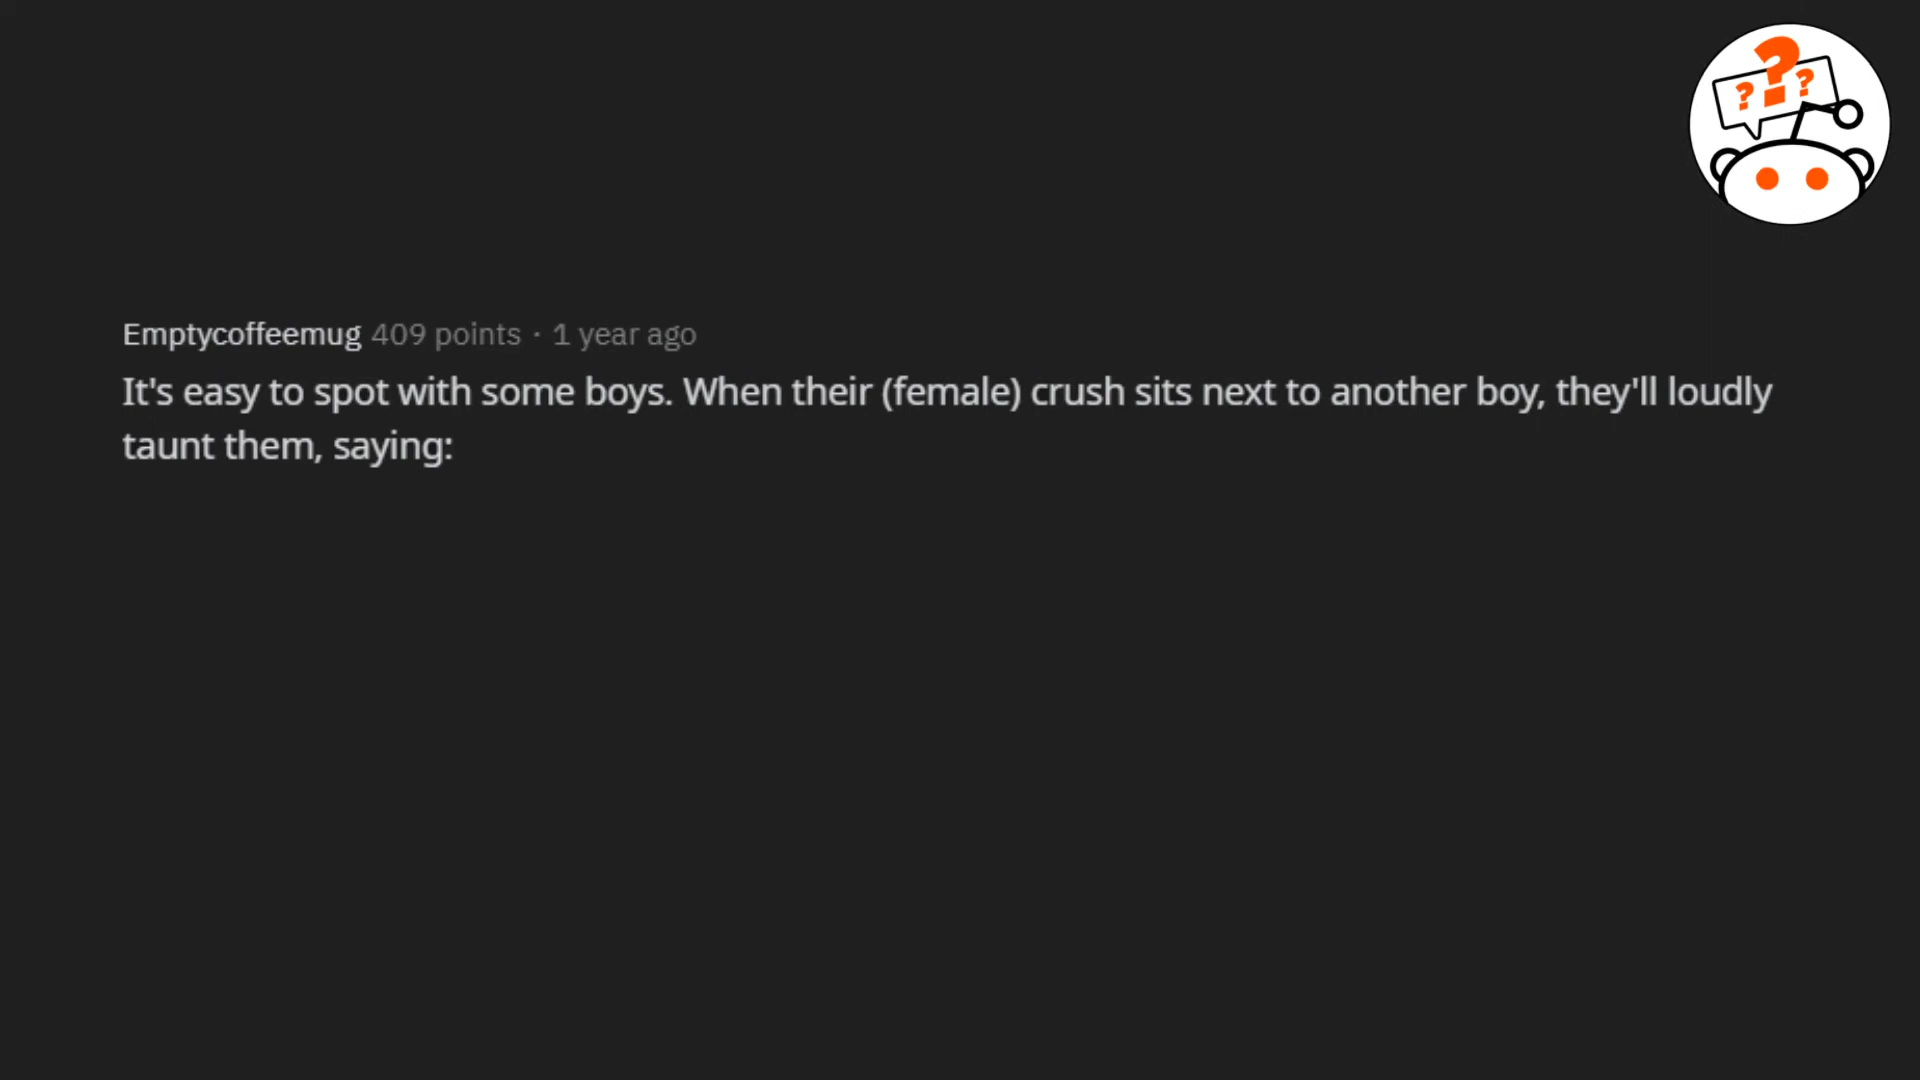 ? ? ?
Emptycoffeemug 409 points · 1 year ago
It's easy to spot with some boys. When their (female) crush sits next to another boy, they'll loudly
taunt them, saying: